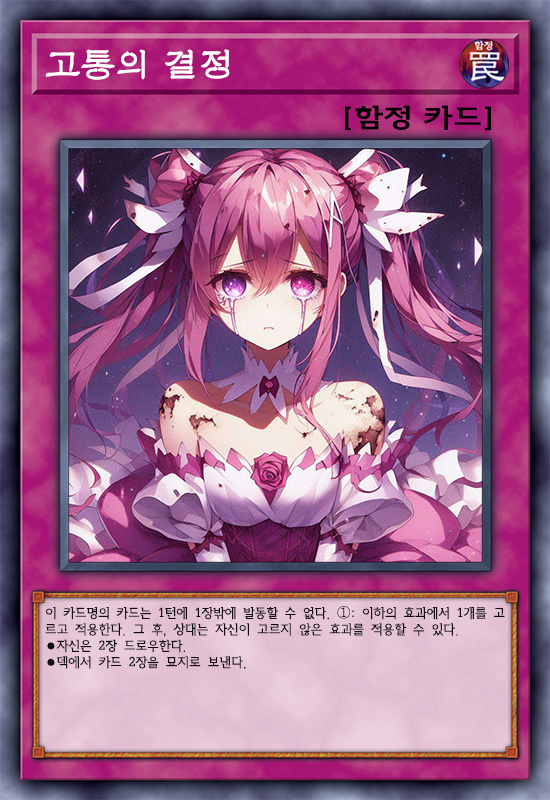 고통의 결정
함정
罠
[함정 카드]
이 카드명의 카드는 1턴에 1장밖에 발동할 수 없다. ①: 이하의 효과에서 1개를 고
르고 적용한다. 그 후, 상대는 자신이 고르지 않은 효과를 적용할 수 있다.
●자신은 2장 드로우한다.
●덱에서 카드 2장을 묘지로 보낸다.